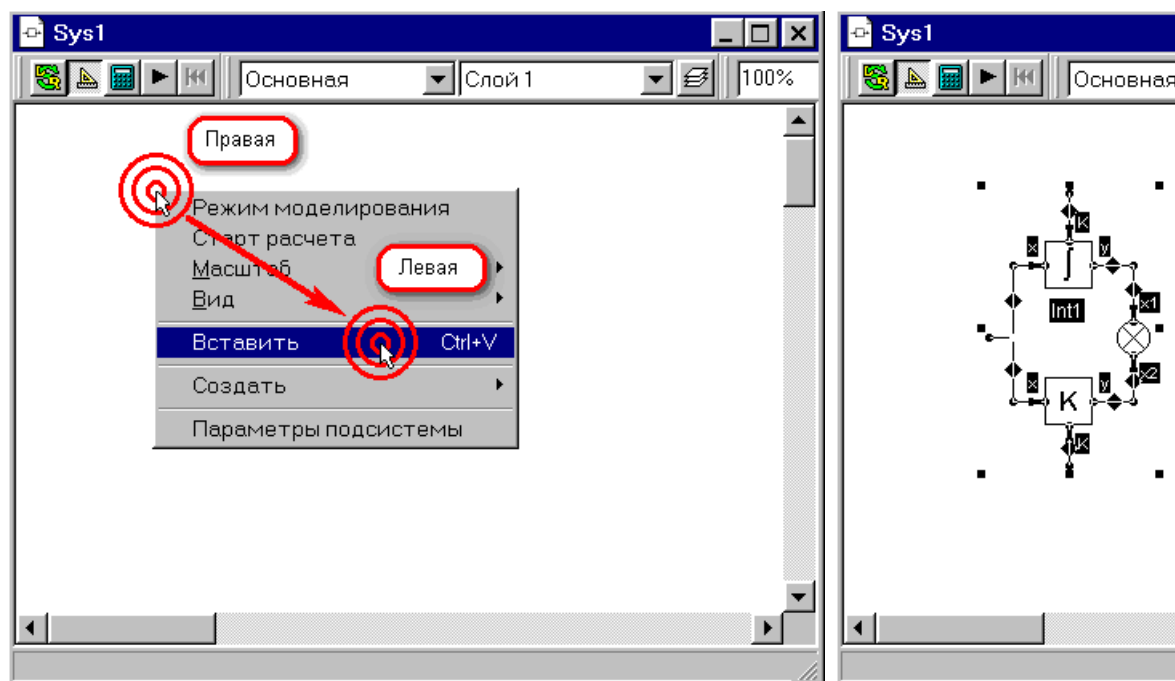 Sys1
Основная
Слой 1
100%
Правая
Режим моделирования
Старт расчета
Масштаб
Левая
Вид
Вставить Ctrl+V
Создать
Параметры подсистемы
Sys1
Основная
K
x
y
∫
Int1
x1
x
y
x2
K
K